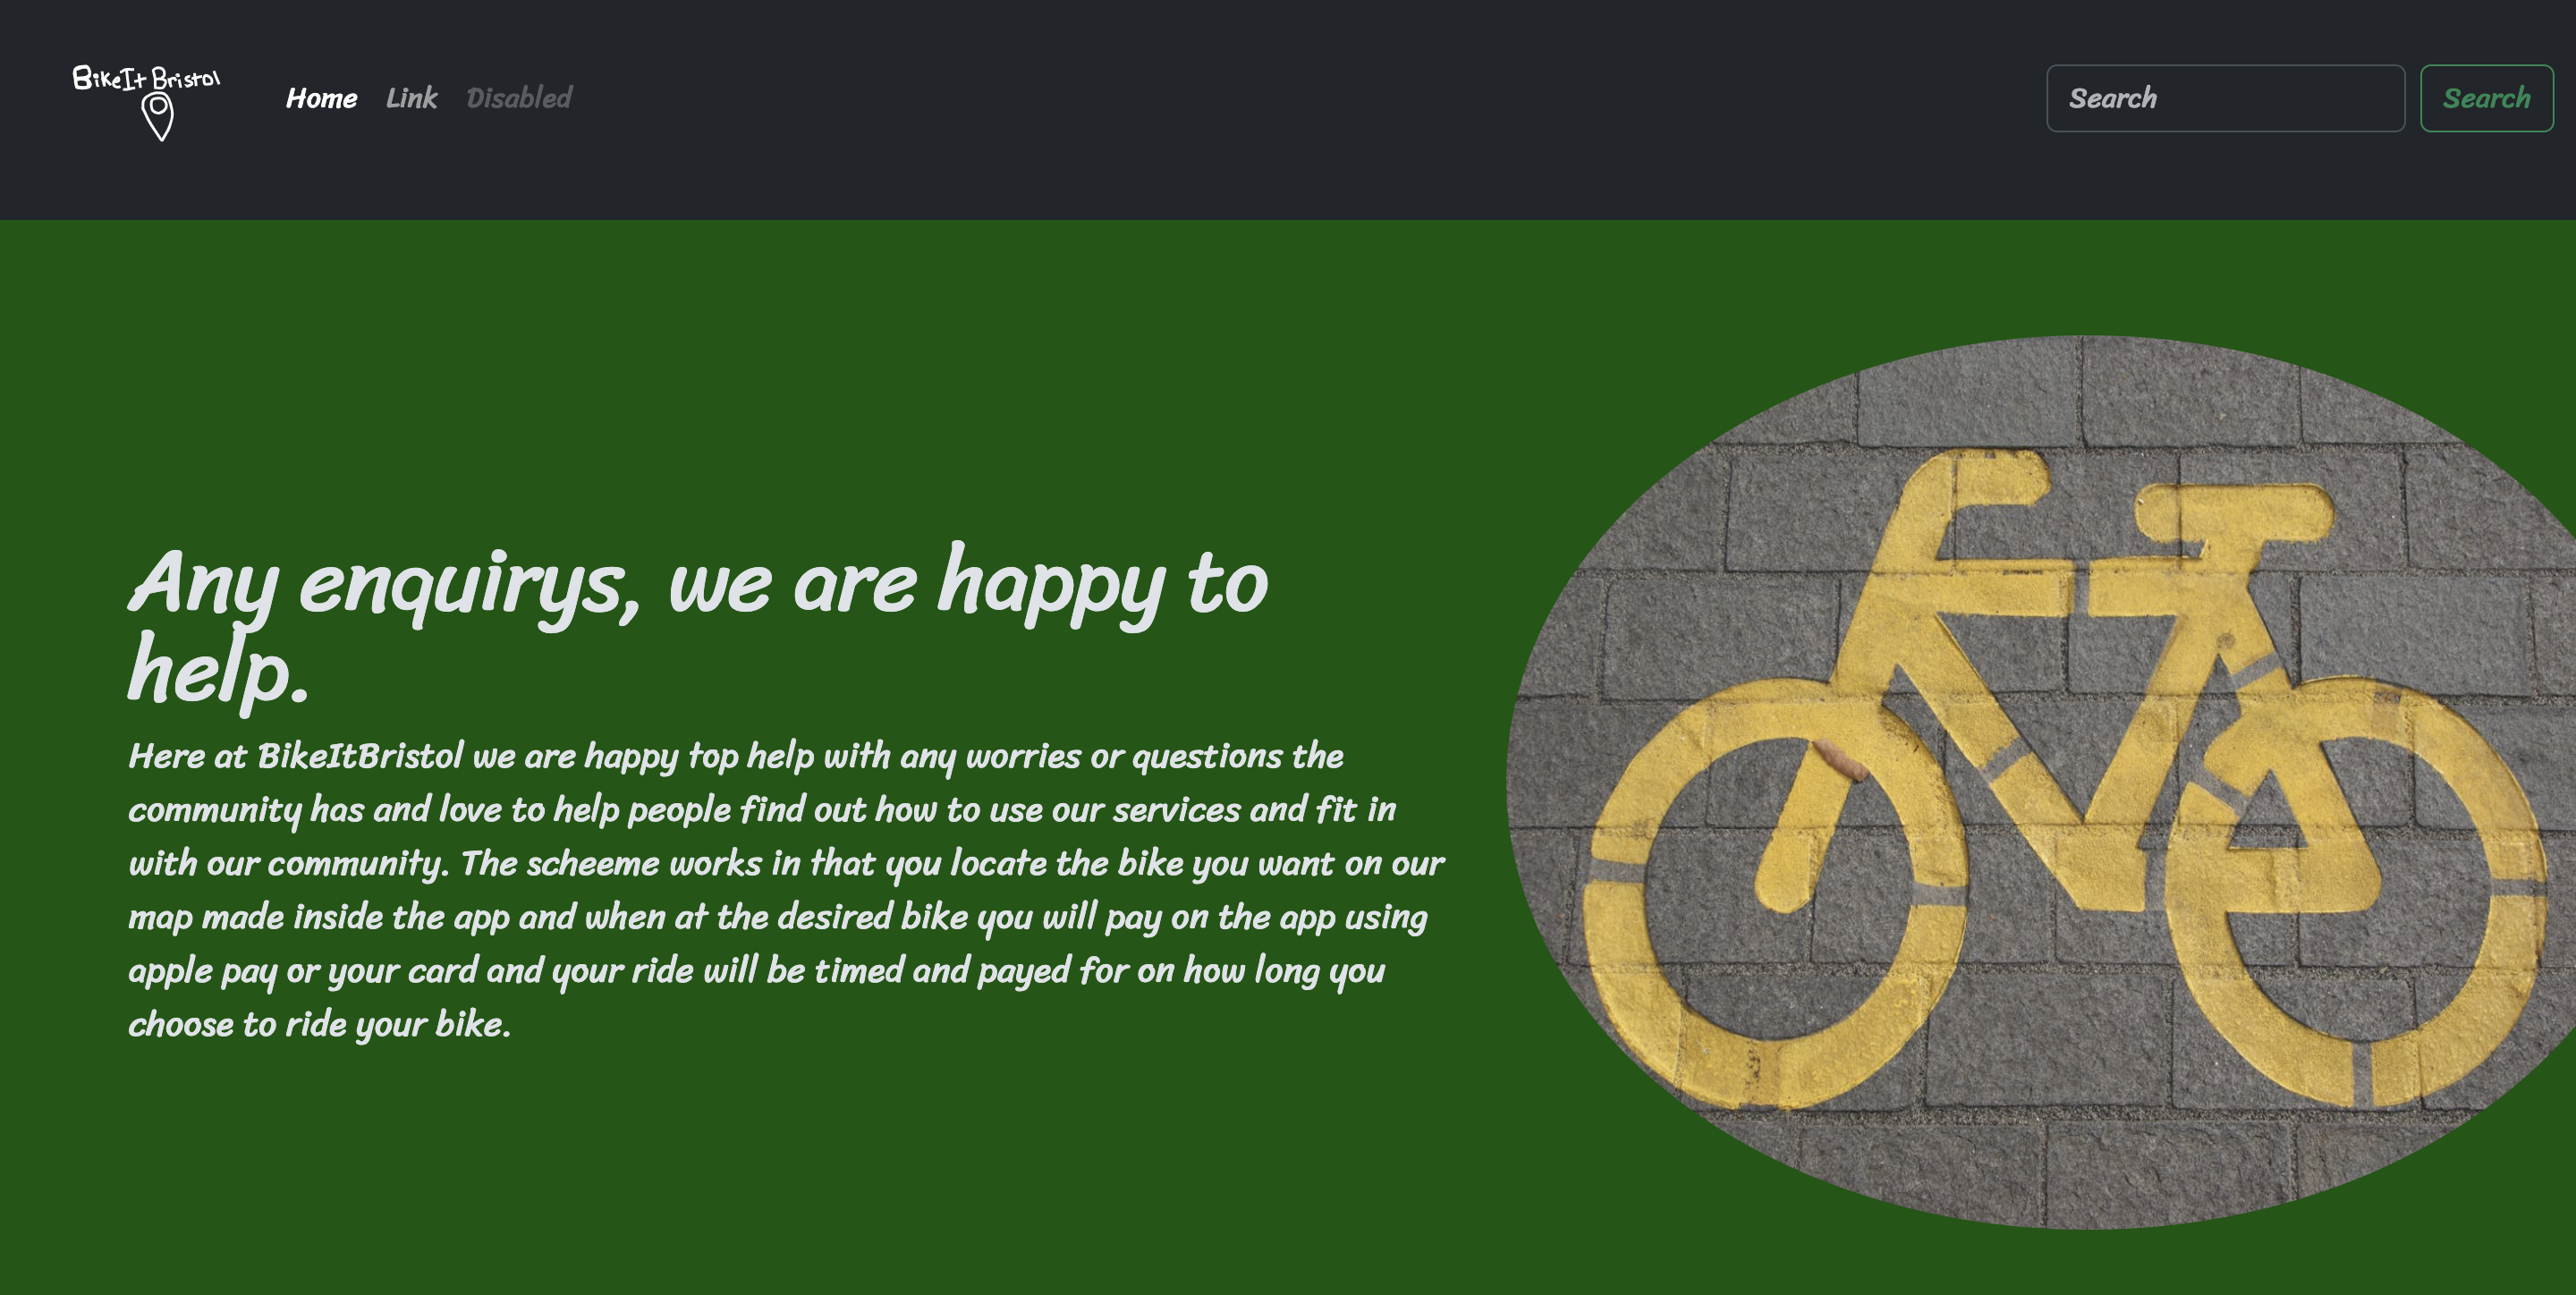 BikeIt Bristol
Home Link Disabled
Search Search
Any enquirys, we are happy to
help.
Here at BikeItBristol we are happy top help with any worries or questions the
community has and love to help people find out how to use our services and fit in
with our community. The scheeme works in that you locate the bike you want on our
map made inside the app and when at the desired bike you will pay on the app using
apple pay or your card and your ride will be timed and payed for on how long you
choose to ride your bike.